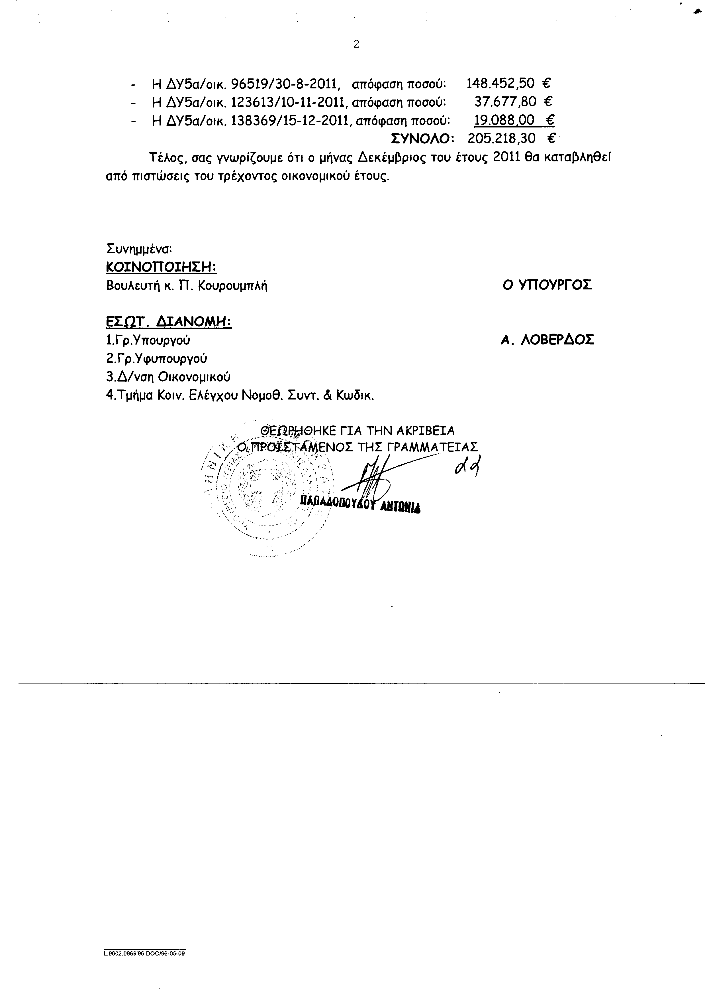 2
- Η ΔΥ5α/οικ. 96519/30-8-2011, απόφαση ποσού: 148.452,50 €
- Η ΔΥ5α/οικ. 123613/10-11-2011, απόφαση ποσού: 37.677,80 €
- Η ΔΥ5α/οικ. 138369/15-12-2011, απόφαση ποσού: 19.088,00 €
ΣΥΝΟΛΟ: 205.218,30 €
Τέλος, σας γνωρίζουμε ότι ο μήνας Δεκέμβριος του έτους 2011 θα καταβληθεί
από πιστώσεις του τρέχοντος οικονομικού έτους.
Συνημμένα:
ΚΟΙΝΟΠΟΙΗΣΗ:
Βουλευτή κ. Π. Κουρουμπλή
Ο ΥΠΟΥΡΓΟΣ
ΕΣΩΤ. ΔΙΑΝΟΜΗ:
1.Γρ.Υπουργού
Α. ΛΟΒΕΡΔΟΣ
2.Γρ.Υφυπουργού
3.Δ/νση Οικονομικού
4.Τμήμα Κοιν. Ελέγχου Νομοθ. Συντ. & Κωδικ.
ΘΕΩΡΗΘΗΚΕ ΓΙΑ ΤΗΝ ΑΚΡΙΒΕΙΑ
Ο ΠΡΟΪΣΤΑΜΕΝΟΣ ΤΗΣ ΓΡΑΜΜΑΤΕΙΑΣ
ΠΑΠΑΔΟΠΟΥΛΟΥ ΑΝΤΩΝΙΑ
L.9602.0869'96.DOC/96-05-09